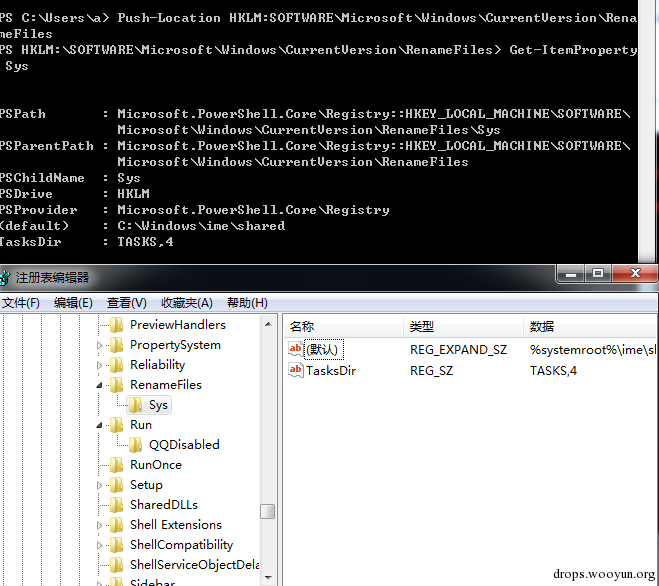 PS C:\Users\a> Push-Location HKLM:SOFTWARE\Microsoft\Windows\CurrentVersion\Rena
meFiles
PS HKLM:\SOFTWARE\Microsoft\Windows\CurrentVersion\RenameFiles> Get-ItemProperty
Sys
PSPath : Microsoft.PowerShell.Core\Registry::HKEY_LOCAL_MACHINE\SOFTWARE\
Microsoft\Windows\CurrentVersion\RenameFiles\Sys
PSParentPath : Microsoft.PowerShell.Core\Registry::HKEY_LOCAL_MACHINE\SOFTWARE\
Microsoft\Windows\CurrentVersion\RenameFiles
PSChildName : Sys
PSDrive : HKLM
PSProvider : Microsoft.PowerShell.Core\Registry
(default) : C:\Windows\ime\shared
TasksDir : TASKS,4
注册表编辑器
文件(F) 编辑(E) 查看(V) 收藏夹(A) 帮助(H)
PreviewHandlers
PropertySystem
Reliability
RenameFiles
Sys
Run
QQDisabled
RunOnce
Setup
SharedDLLs
Shell Extensions
ShellCompatibility
ShellServiceObjectDela
Sidebar
名称 类型 数据
(默认) REG_EXPAND_SZ %systemroot%\ime\sl
TasksDir REG_SZ TASKS,4
drops.wooyun.org